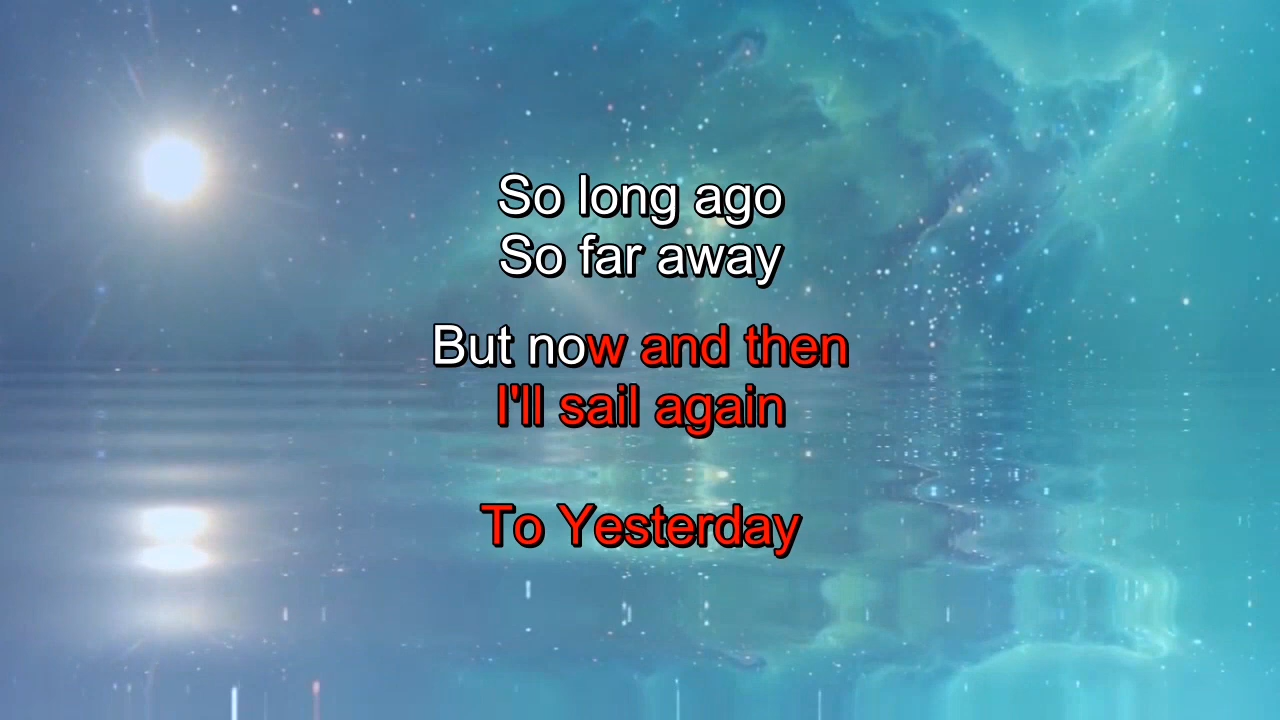 So long ago
So far away
But now and then
I'll sail again
To Yesterday